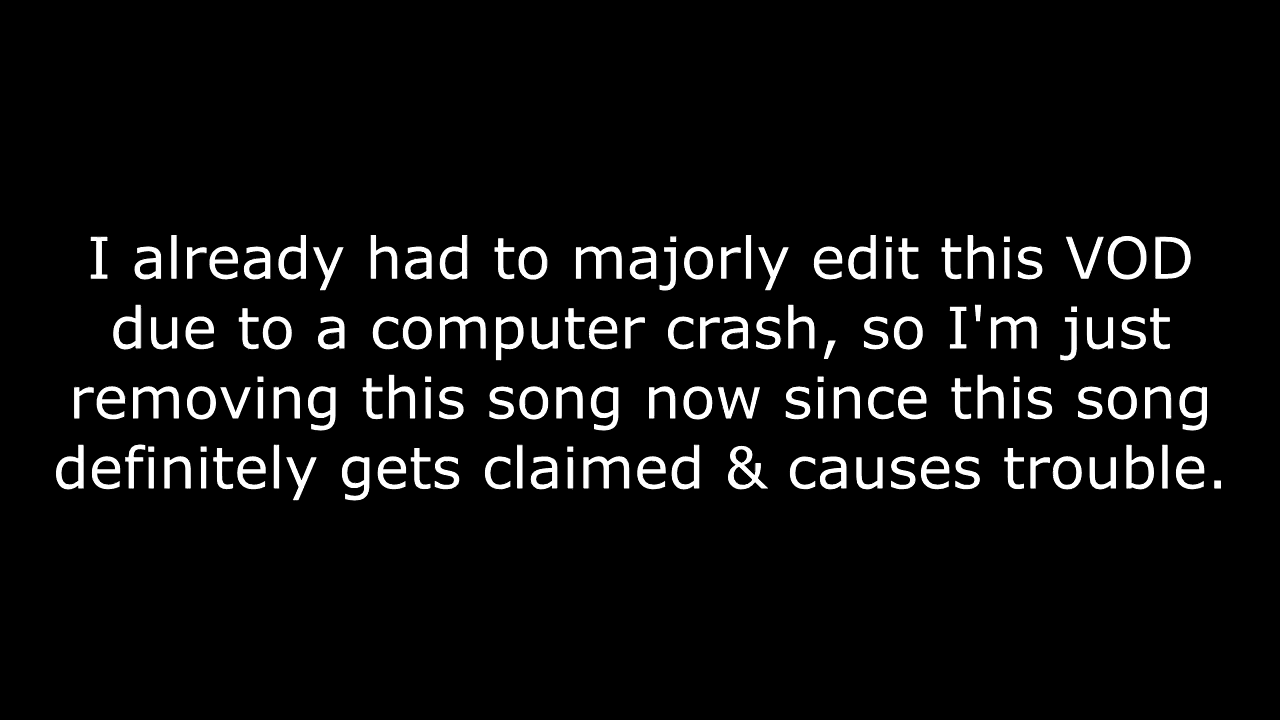 I already had to majorly edit this VOD
due to a computer crash, so I'm just
removing this song now since this song
definitely gets claimed & causes trouble.